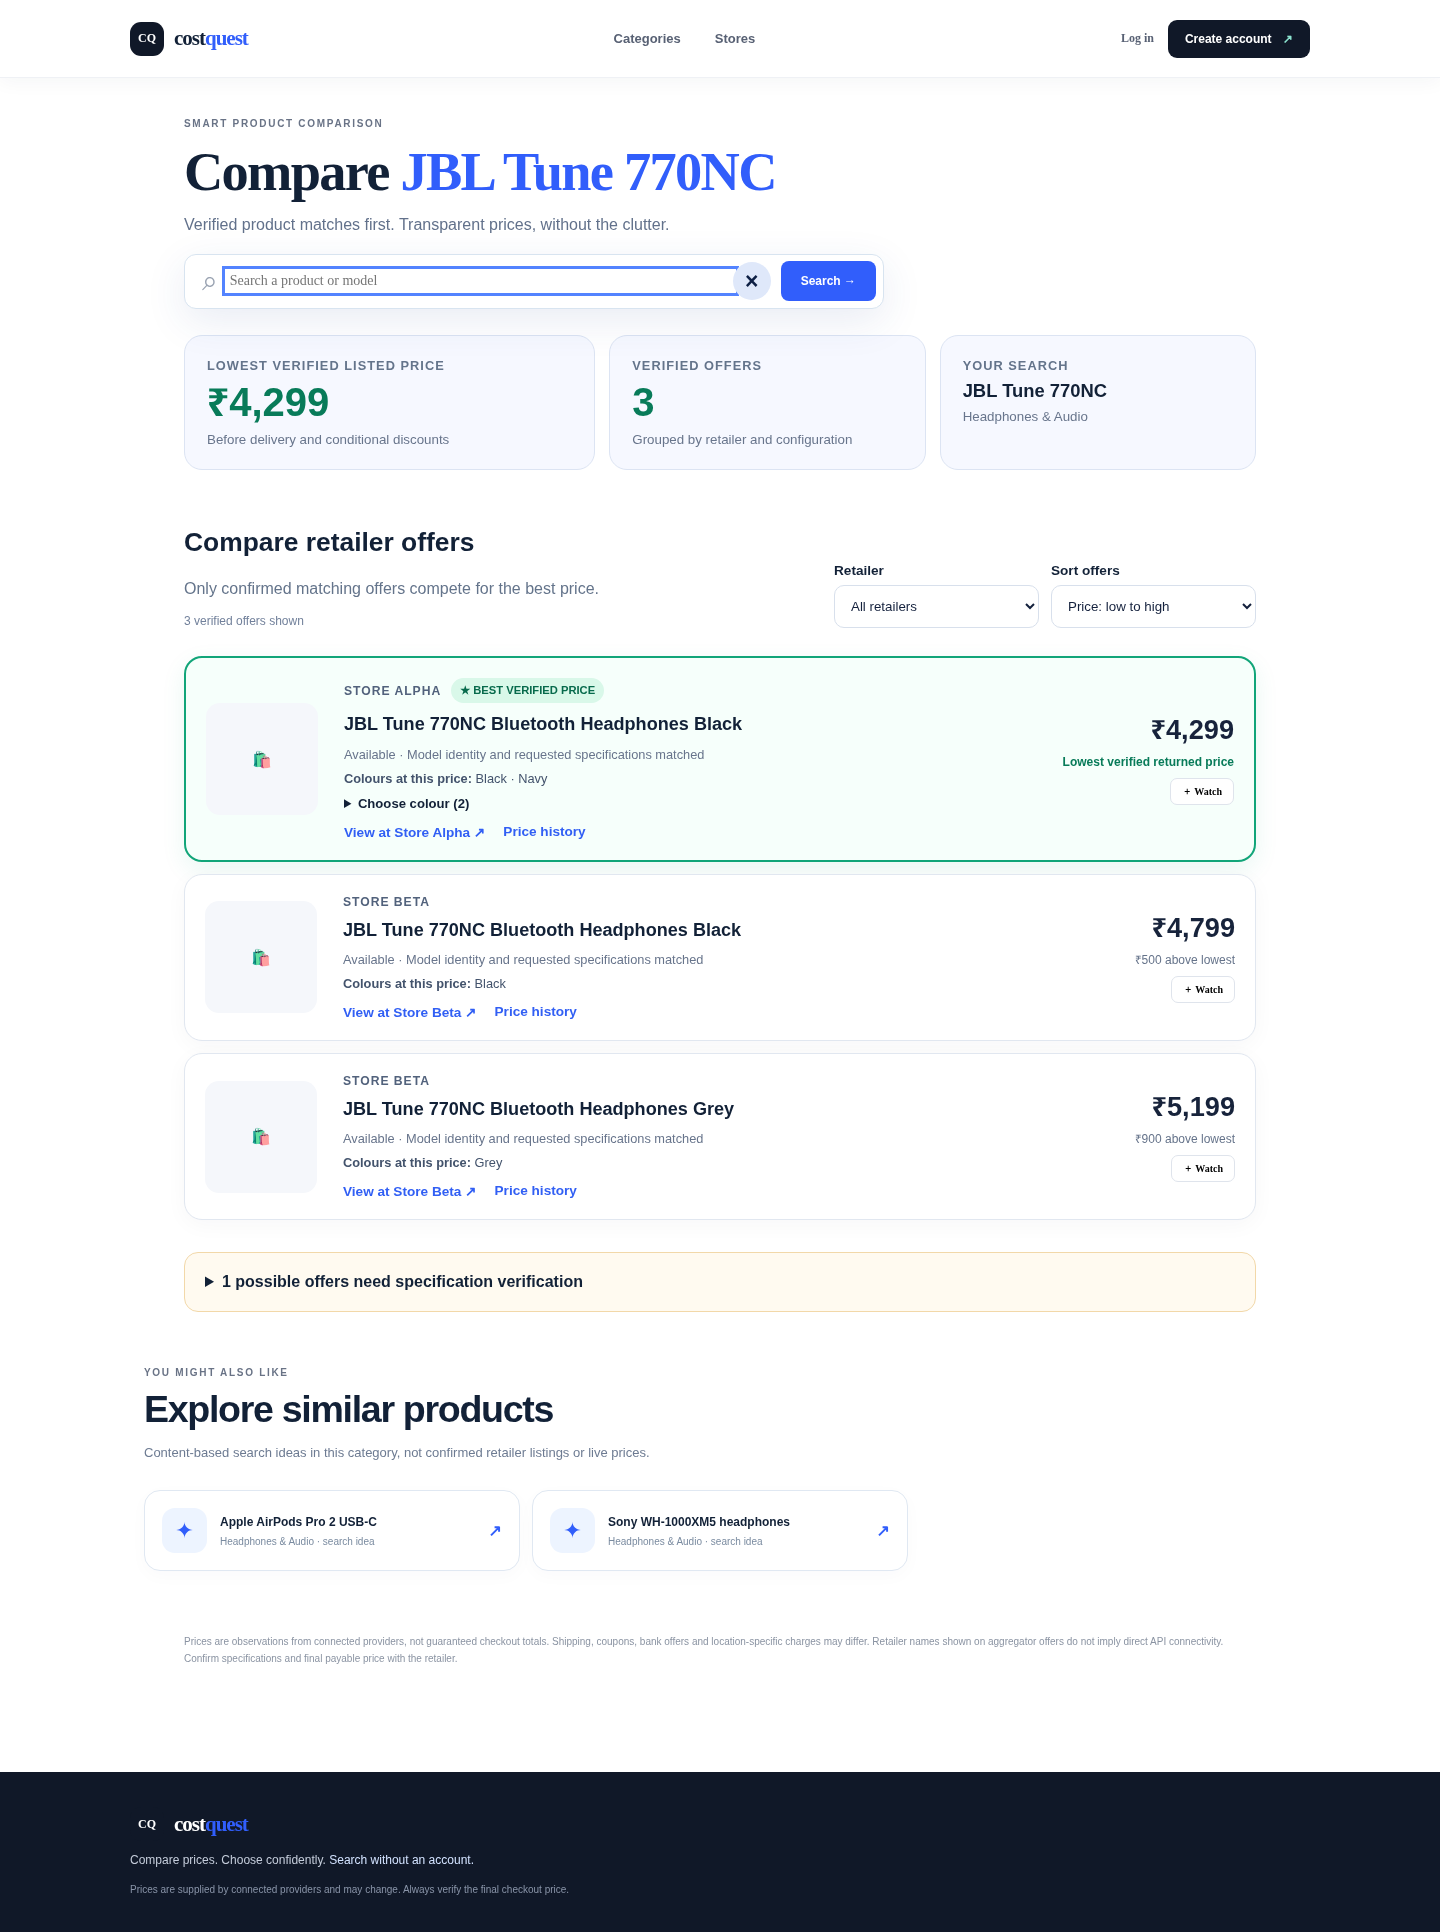 CQ costquest Categories Stores Log in Create account ↗
SMART PRODUCT COMPARISON
Compare JBL Tune 770NC
Verified product matches first. Transparent prices, without the clutter.
Search a product or model × Search →
LOWEST VERIFIED LISTED PRICE
₹4,299
Before delivery and conditional discounts
VERIFIED OFFERS
3
Grouped by retailer and configuration
YOUR SEARCH
JBL Tune 770NC
Headphones & Audio
Compare retailer offers
Only confirmed matching offers compete for the best price.
3 verified offers shown
Retailer
All retailers
Sort offers
Price: low to high
STORE ALPHA ★ BEST VERIFIED PRICE
JBL Tune 770NC Bluetooth Headphones Black
Available · Model identity and requested specifications matched
Colours at this price: Black · Navy
▶ Choose colour (2)
View at Store Alpha ↗ Price history
₹4,299
Lowest verified returned price
+ Watch
STORE BETA
JBL Tune 770NC Bluetooth Headphones Black
Available · Model identity and requested specifications matched
Colours at this price: Black
View at Store Beta ↗ Price history
₹4,799
₹500 above lowest
+ Watch
STORE BETA
JBL Tune 770NC Bluetooth Headphones Grey
Available · Model identity and requested specifications matched
Colours at this price: Grey
View at Store Beta ↗ Price history
₹5,199
₹900 above lowest
+ Watch
▶ 1 possible offers need specification verification
YOU MIGHT ALSO LIKE
Explore similar products
Content-based search ideas in this category, not confirmed retailer listings or live prices.
Apple AirPods Pro 2 USB-C
Headphones & Audio · search idea
↗
Sony WH-1000XM5 headphones
Headphones & Audio · search idea
↗
Prices are observations from connected providers, not guaranteed checkout totals. Shipping, coupons, bank offers and location-specific charges may differ. Retailer names shown on aggregator offers do not imply direct API connectivity.
Confirm specifications and final payable price with the retailer.
CQ costquest
Compare prices. Choose confidently. Search without an account.
Prices are supplied by connected providers and may change. Always verify the final checkout price.